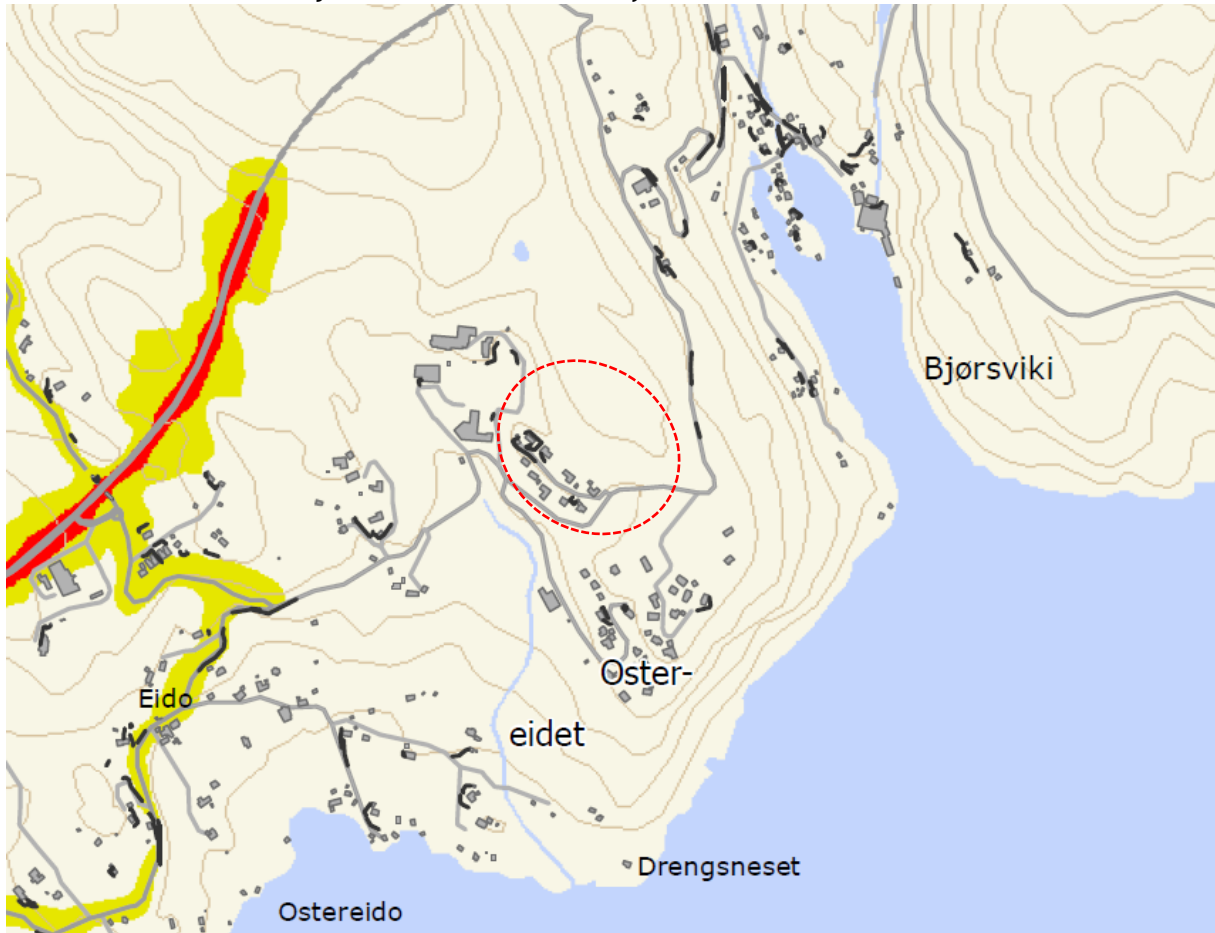 Bjørsviki
Oster-
eidet
Eido
Drengsneset
Ostereido